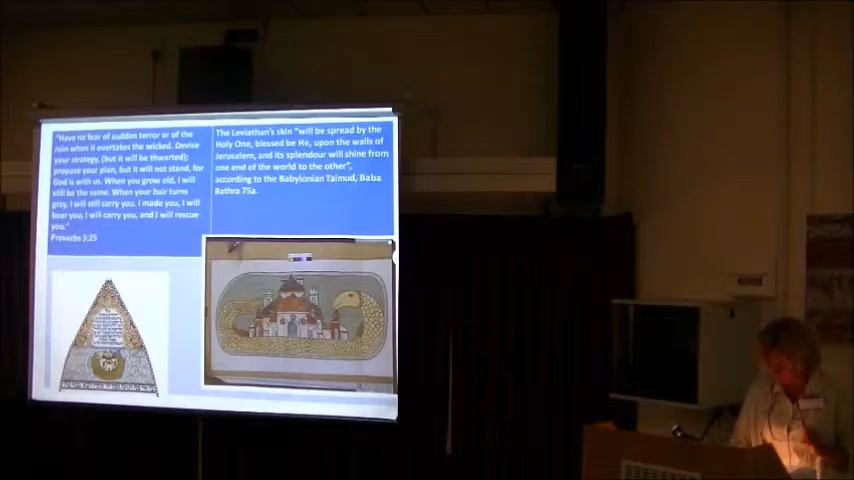 "Have no fear of sudden terror or of the
ruin when it overtakes the wicked. Devise
your strategy, (but it will be thwarted);
propose your plan, but it will not stand, for
God is with us. When you grow old, I will
still be the same. When your hair turns
gray, I will still carry you. I made you, I will
bear you, I will carry you, and I will rescue
you."
Proverbs 3:25
The Leviathan's skin "will be spread by the
Holy One, blessed be He, upon the walls of
Jerusalem, and its splendour will shine from
one end of the world to the other",
according to the Babylonian Talmud, Baba
Bathra 75a.